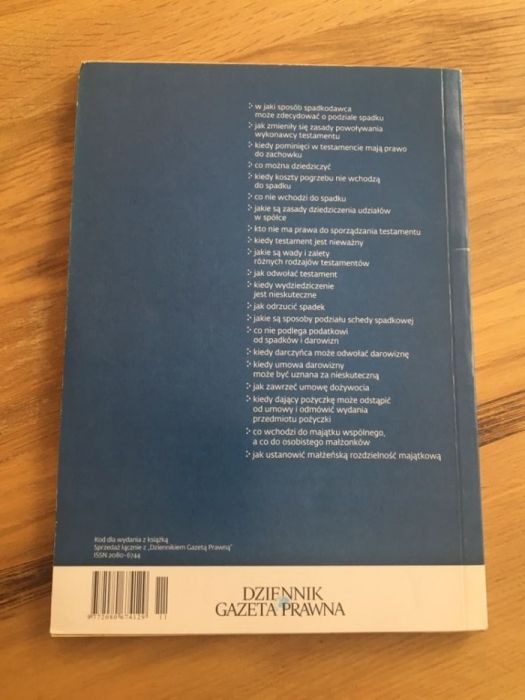 ⁘ w jaki sposób spadkodawca
może zdecydować o podziale spadku
⁘ jak zmieniły się zasady powoływania
wykonawcy testamentu
⁘ kiedy pominięci w testamencie mają prawo
do zachowku
⁘ co można dziedziczyć
⁘ kiedy koszty pogrzebu nie wchodzą
do spadku
⁘ co nie wchodzi do spadku
⁘ jakie są zasady dziedziczenia udziałów
w spółce
⁘ kto nie ma prawa do sporządzania testamentu
⁘ kiedy testament jest nieważny
⁘ jakie są wady i zalety
różnych rodzajów testamentów
⁘ jak odwołać testament
⁘ kiedy wydziedziczenie
jest nieskuteczne
⁘ jak odrzucić spadek
⁘ jakie są sposoby podziału schedy spadkowej
⁘ co nie podlega podatkowi
od spadków i darowizn
⁘ kiedy darczyńca może odwołać darowiznę
⁘ kiedy umowa darowizny
może być uznana za nieskuteczną
⁘ jak zawrzeć umowę dożywocia
⁘ kiedy dający pożyczkę może odstąpić
od umowy i odmówić wydania
przedmiotu pożyczki
⁘ co wchodzi do majątku wspólnego,
a co do osobistego małżonków
⁘ jak ustanowić małżeńską rozdzielność majątkową
Kod dla wydania z książką
Sprzedaż łącznie z „Dziennikiem Gazetą Prawną”
ISSN 2080-6744
9 772080 674129
11
DZIENNIK
GAZETA PRAWNA